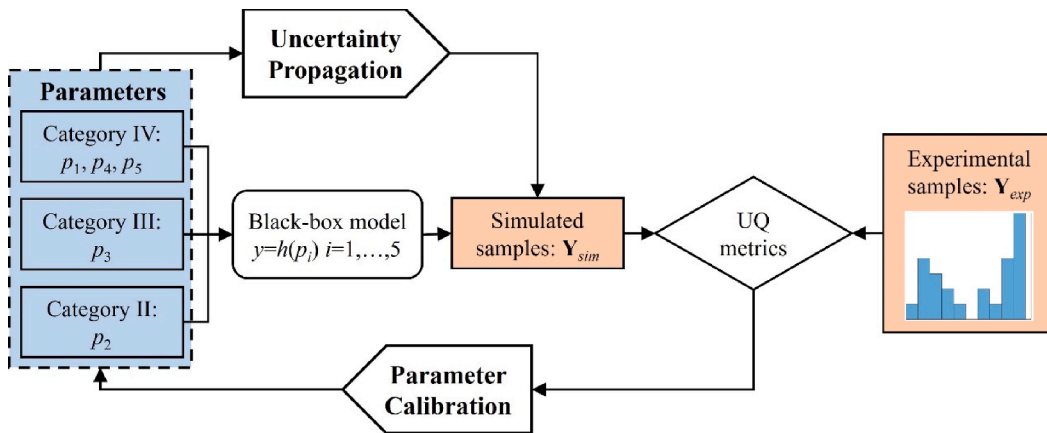 Uncertainty
Propagation
Parameters
Category IV:
p1, p4, p5
Category III:
p3
Category II:
p2
Black-box model
y=h(pi) i=1,…,5
Simulated
samples: Ysim
UQ
metrics
Experimental
samples: Yexp
Parameter
Calibration